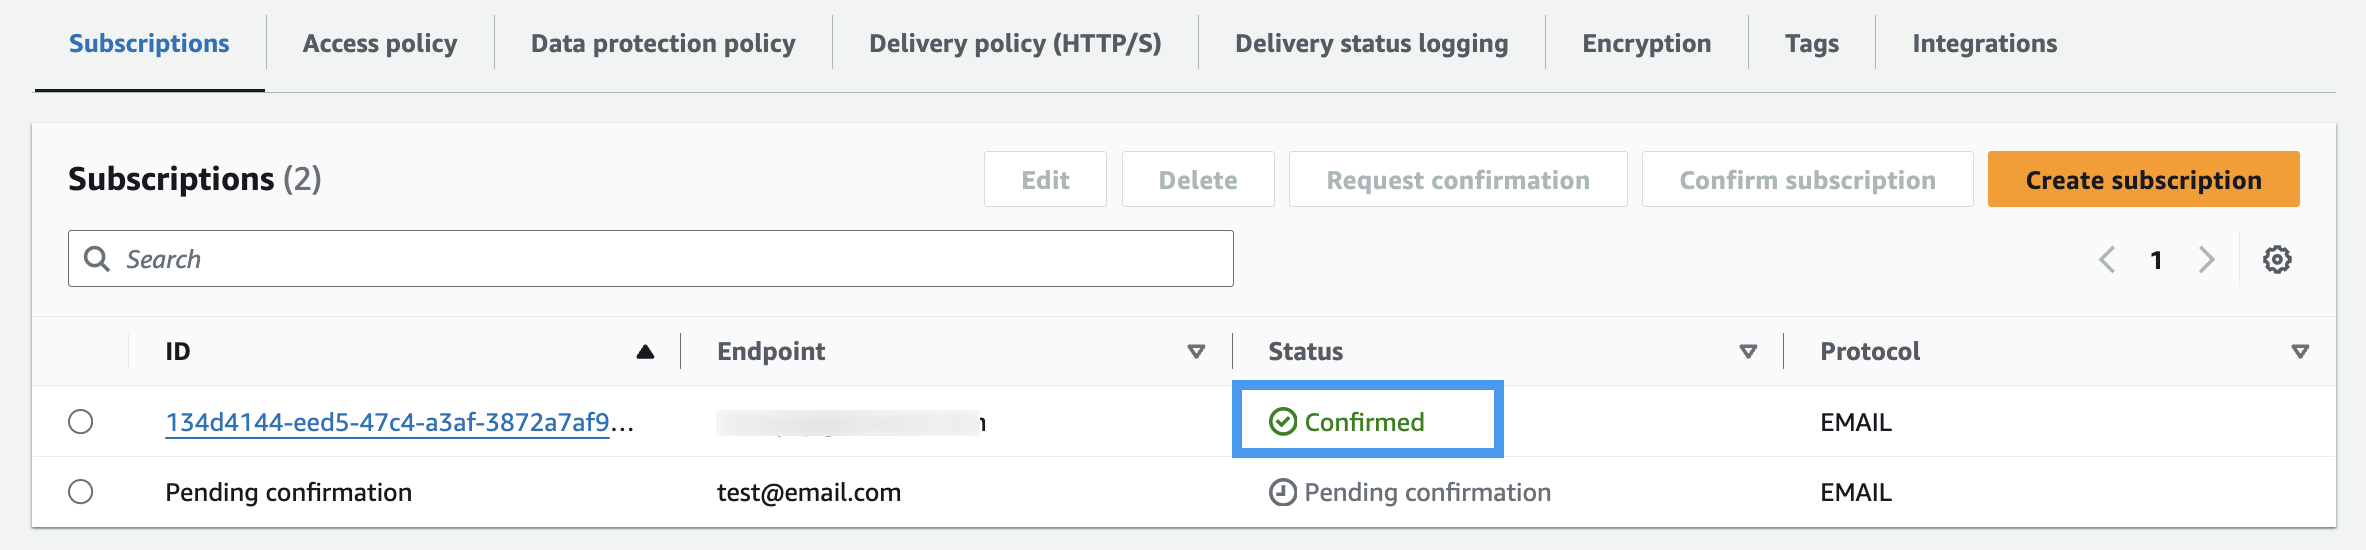 Subscriptions Access policy Data protection policy Delivery policy (HTTP/S) Delivery status logging Encryption Tags Integrations
Subscriptions (2) Edit Delete Request confirmation Confirm subscription Create subscription
Search 1
ID Endpoint Status Protocol
134d4144-eed5-47c4-a3af-3872a7af9... Confirmed EMAIL
Pending confirmation test@email.com Pending confirmation EMAIL